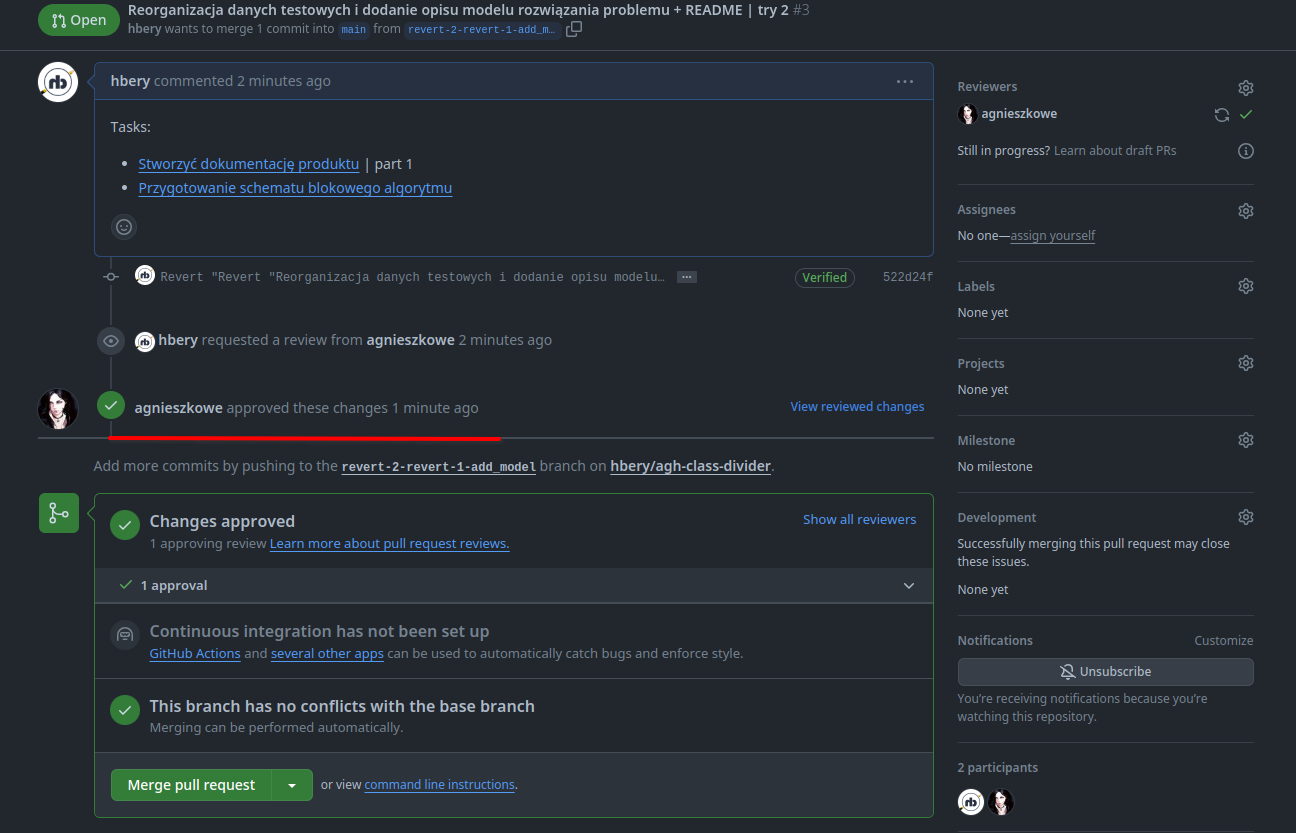 Open
Reorganizacja danych testowych i dodanie opisu modelu rozwiązania problemu + README | try 2 #3
hbery wants to merge 1 commit into main from revert-2-revert-1-add_m…
hbery commented 2 minutes ago
Tasks:
Stworzyć dokumentację produktu | part 1
Przygotowanie schematu blokowego algorytmu
Revert "Revert "Reorganizacja danych testowych i dodanie opisu modelu… Verified 522d24f
hbery requested a review from agnieszkowe 2 minutes ago
agnieszkowe approved these changes 1 minute ago
View reviewed changes
Add more commits by pushing to the revert-2-revert-1-add_model branch on hbery/agh-class-divider.
Changes approved
Show all reviewers
1 approving review Learn more about pull request reviews.
1 approval
Continuous integration has not been set up
GitHub Actions and several other apps can be used to automatically catch bugs and enforce style.
This branch has no conflicts with the base branch
Merging can be performed automatically.
Merge pull request
or view command line instructions.
Reviewers
agnieszkowe
Still in progress? Learn about draft PRs
Assignees
No one—assign yourself
Labels
None yet
Projects
None yet
Milestone
No milestone
Development
Successfully merging this pull request may close
these issues.
None yet
Notifications
Customize
Unsubscribe
You're receiving notifications because you're
watching this repository.
2 participants